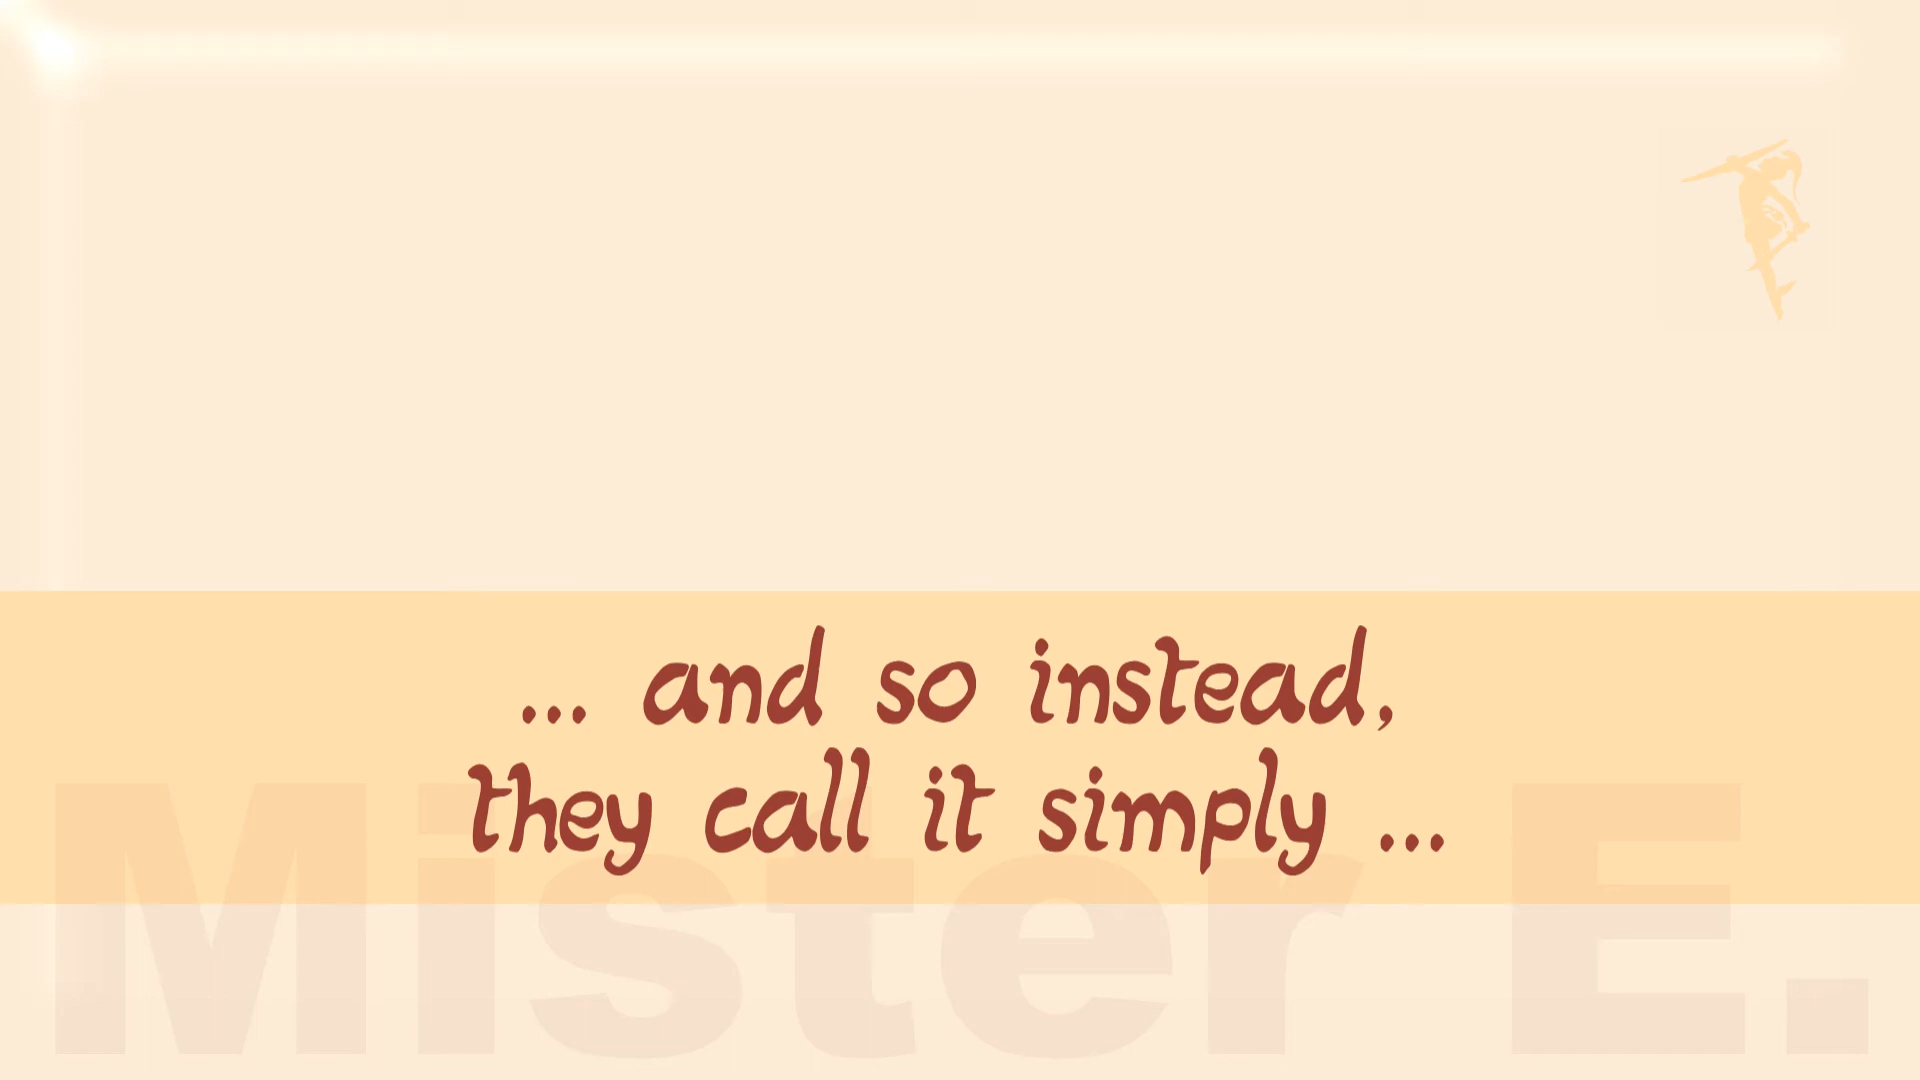 ... and so instead,
they call it simply ...
Mister E.